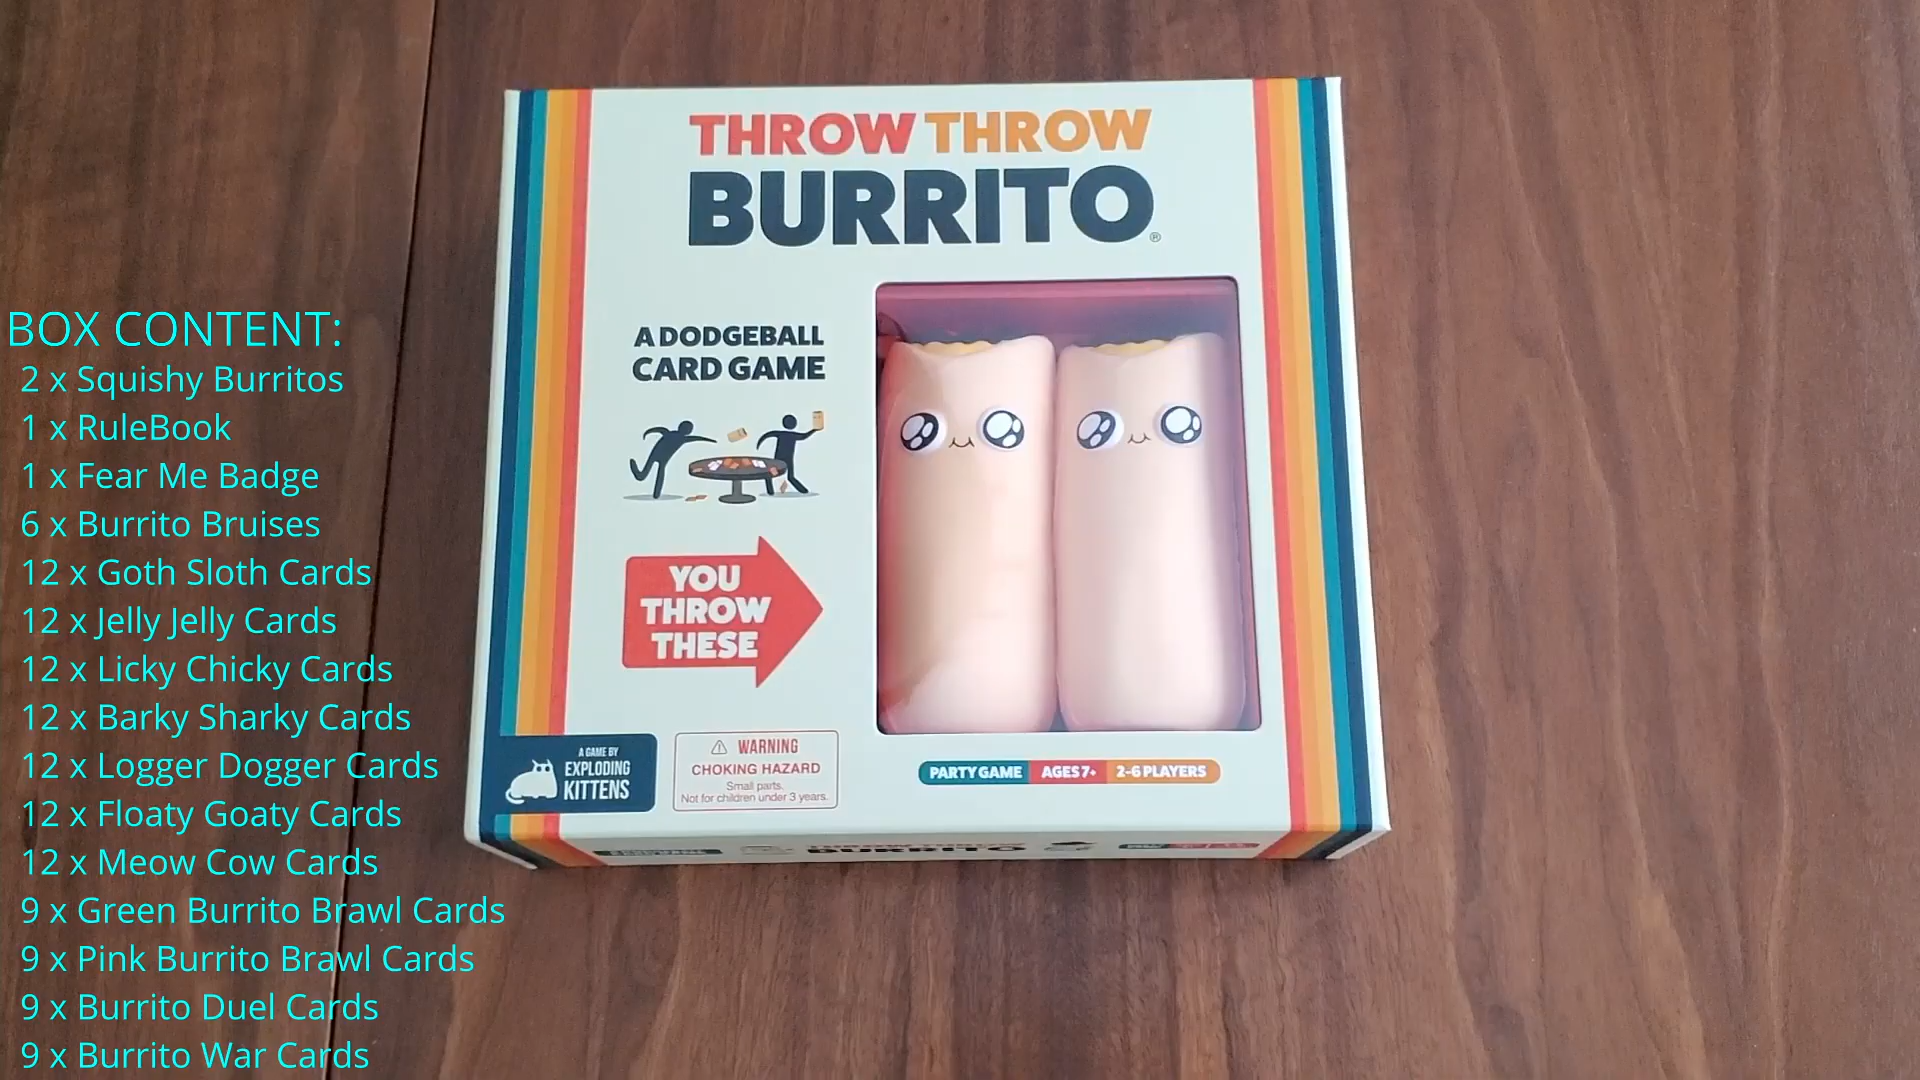 THROW THROW
BURRITO®
A DODGEBALL
CARD GAME
YOU
THROW
THESE
A GAME BY
EXPLODING
KITTENS
WARNING
CHOKING HAZARD
Small parts.
Not for children under 3 years.
PARTY GAME AGES 7+ 2-6 PLAYERS
BURRITO
BOX CONTENT:
2 x Squishy Burritos
1 x RuleBook
1 x Fear Me Badge
6 x Burrito Bruises
12 x Goth Sloth Cards
12 x Jelly Jelly Cards
12 x Licky Chicky Cards
12 x Barky Sharky Cards
12 x Logger Dogger Cards
12 x Floaty Goaty Cards
12 x Meow Cow Cards
9 x Green Burrito Brawl Cards
9 x Pink Burrito Brawl Cards
9 x Burrito Duel Cards
9 x Burrito War Cards